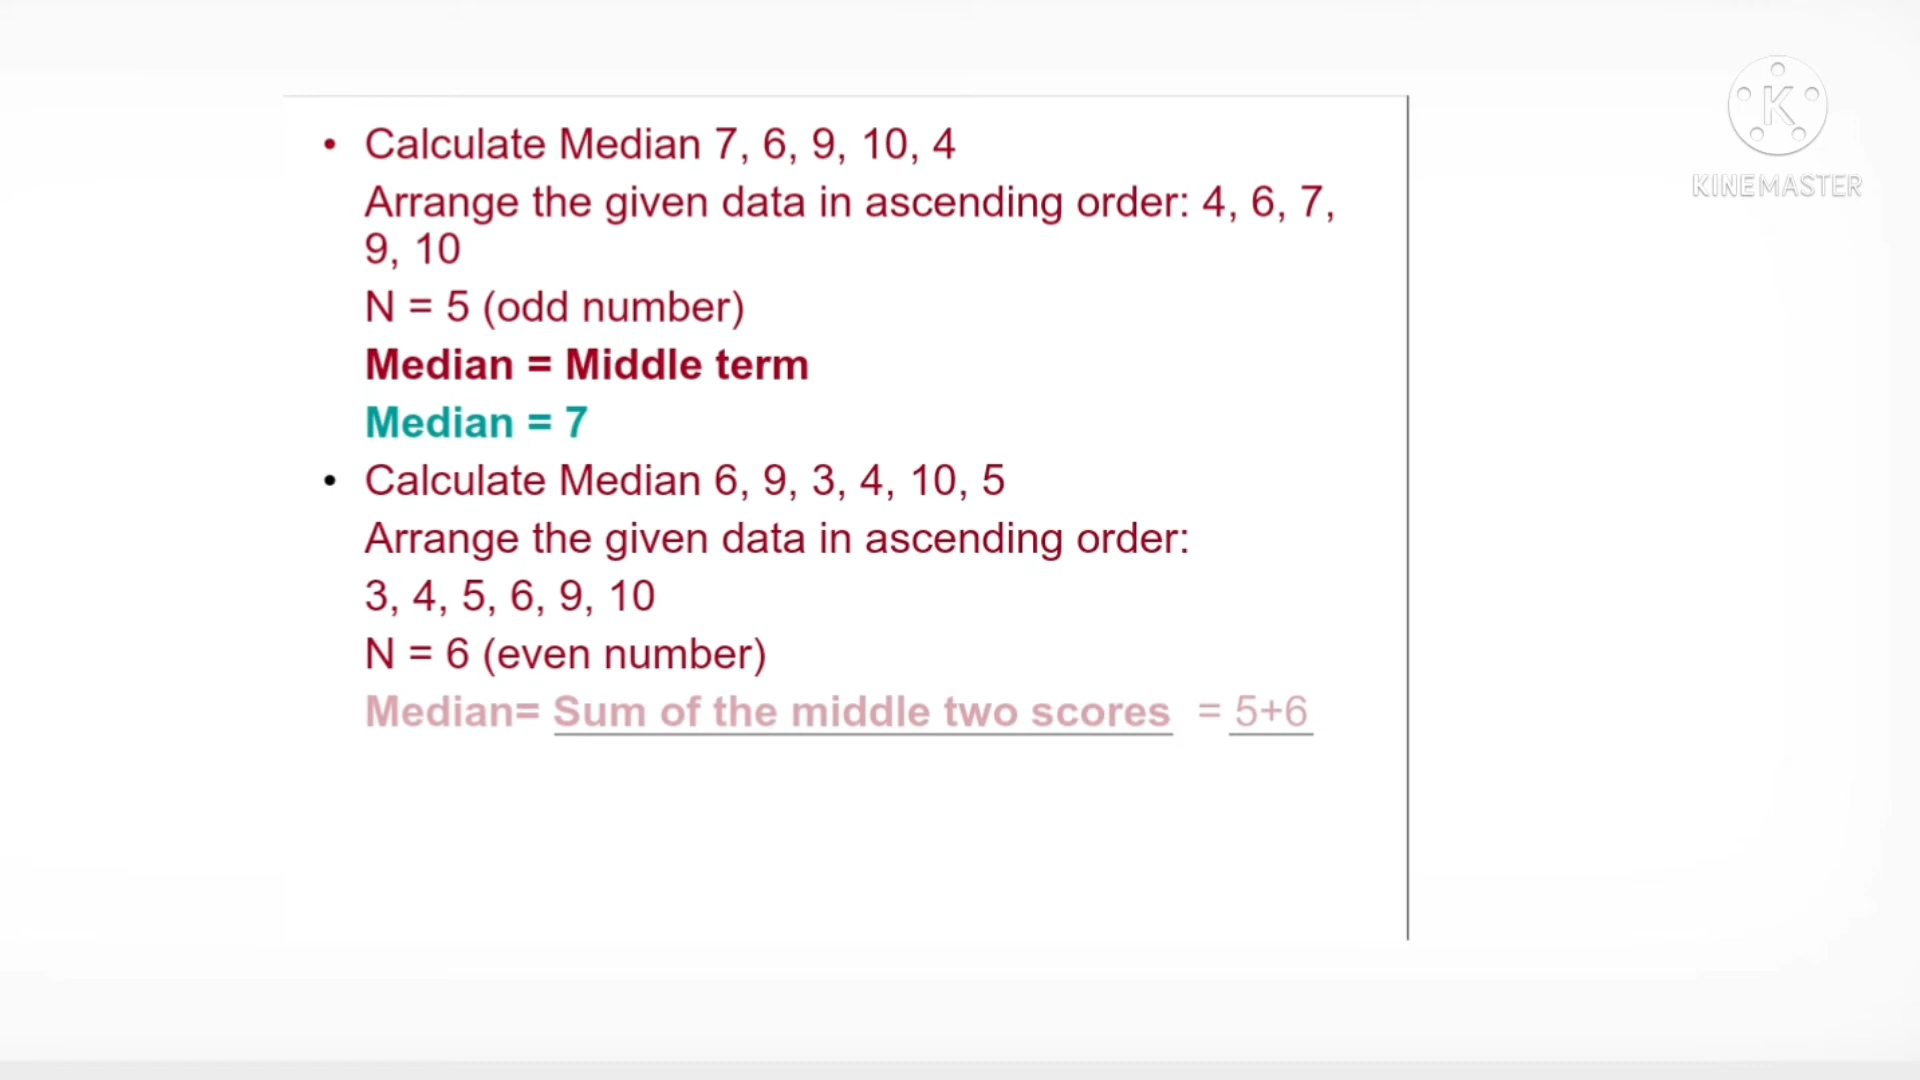 • Calculate Median 7, 6, 9, 10, 4
Arrange the given data in ascending order: 4, 6, 7,
9, 10
N = 5 (odd number)
Median = Middle term
Median = 7
• Calculate Median 6, 9, 3, 4, 10, 5
Arrange the given data in ascending order:
3, 4, 5, 6, 9, 10
N = 6 (even number)
Median= Sum of the middle two scores = 5+6
K
KINEMASTER